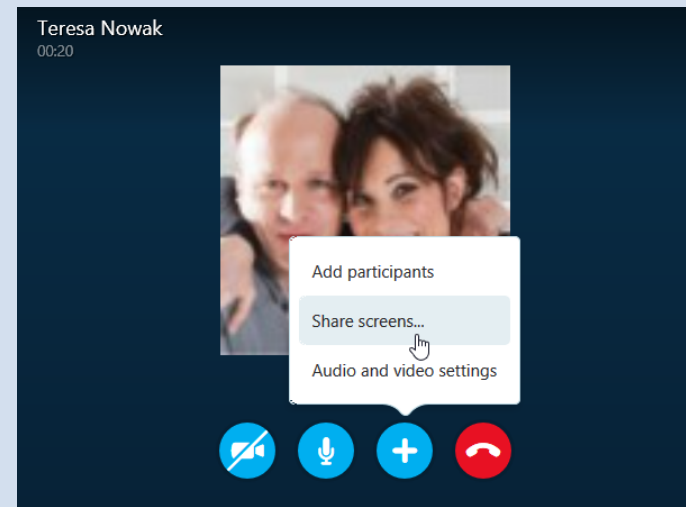 Teresa Nowak
00:20
Add participants
Share screens...
Audio and video settings